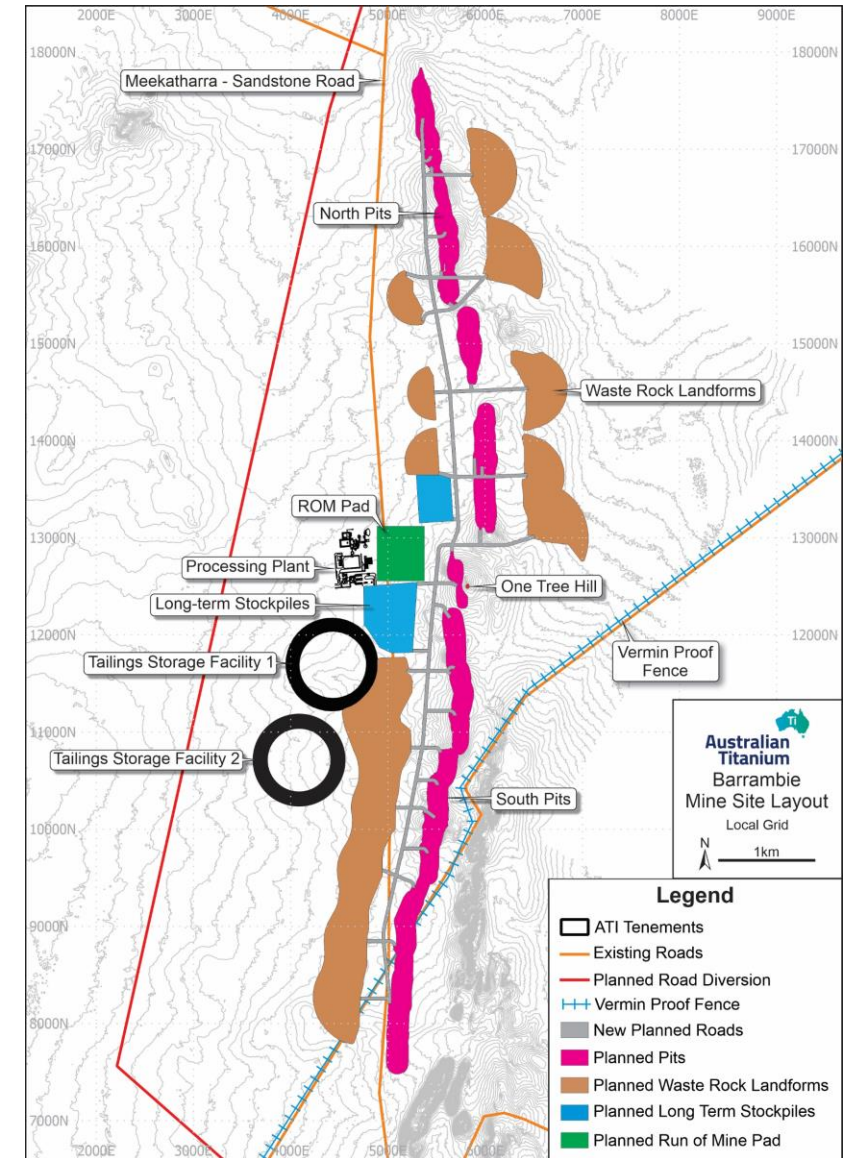 2000E 3000E 4000E 5000E 6000E 7000E 8000E 9000E
18000N 18000N
Meekatharra - Sandstone Road
17000N 17000N
North Pits
16000N 16000N
15000N 15000N
Waste Rock Landforms
14000N 14000N
ROM Pad
13000N 13000N
Processing Plant
One Tree Hill
Long-term Stockpiles
12000N 12000N
Vermin Proof
Fence
Tailings Storage Facility 1
11000N
Tailings Storage Facility 2
South Pits
10000N
9000N
8000N
7000N
2000E 3000E 4000E 5000E 6000E
Ti
Australian
Titanium
Barrambie
Mine Site Layout
Local Grid
N
1km
Legend
ATI Tenements
Existing Roads
Planned Road Diversion
Vermin Proof Fence
New Planned Roads
Planned Pits
Planned Waste Rock Landforms
Planned Long Term Stockpiles
Planned Run of Mine Pad